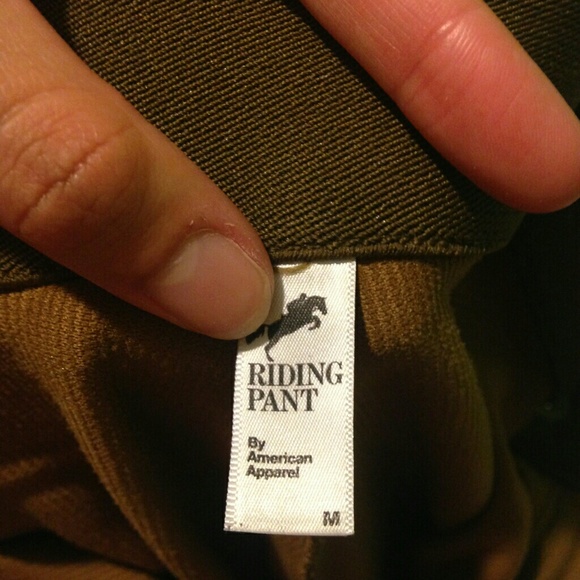 RIDING
PANT
By
American
Apparel
M